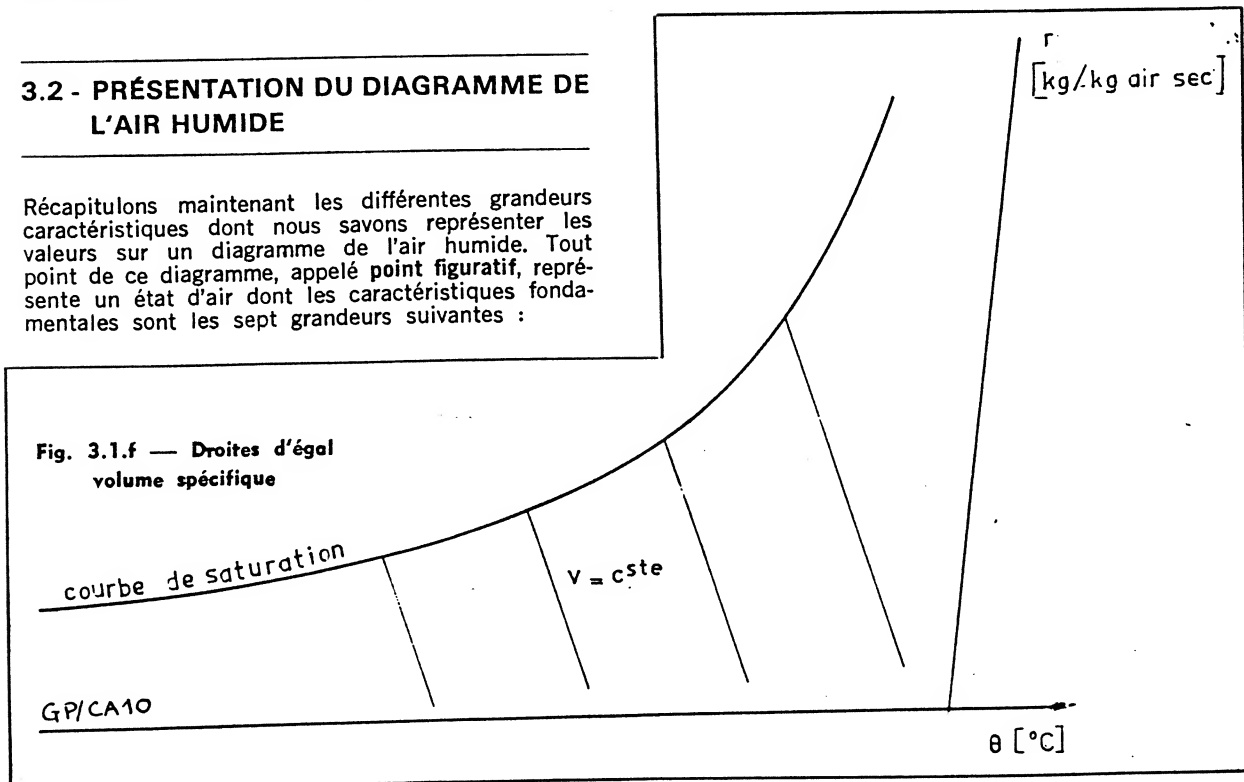 3.2 - PRÉSENTATION DU DIAGRAMME DE
L'AIR HUMIDE
Récapitulons maintenant les différentes grandeurs
caractéristiques dont nous savons représenter les
valeurs sur un diagramme de l'air humide. Tout
point de ce diagramme, appelé point figuratif, repré-
sente un état d'air dont les caractéristiques fonda-
mentales sont les sept grandeurs suivantes :
r
[kg/kg air sec]
Fig. 3.1.f — Droites d'égal
volume spécifique
courbe de saturation
v = cste
GP/CA10
θ [°C]